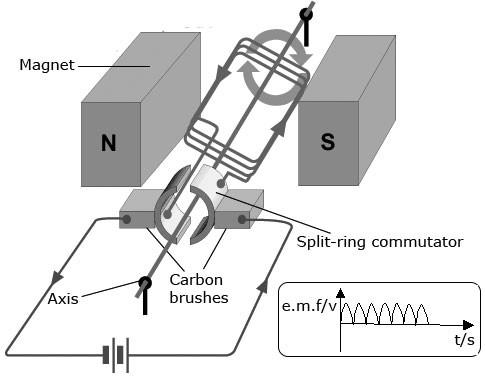 Magnet
N
S
Split-ring commutator
Carbon
brushes
Axis
e.m.f/v
t/s